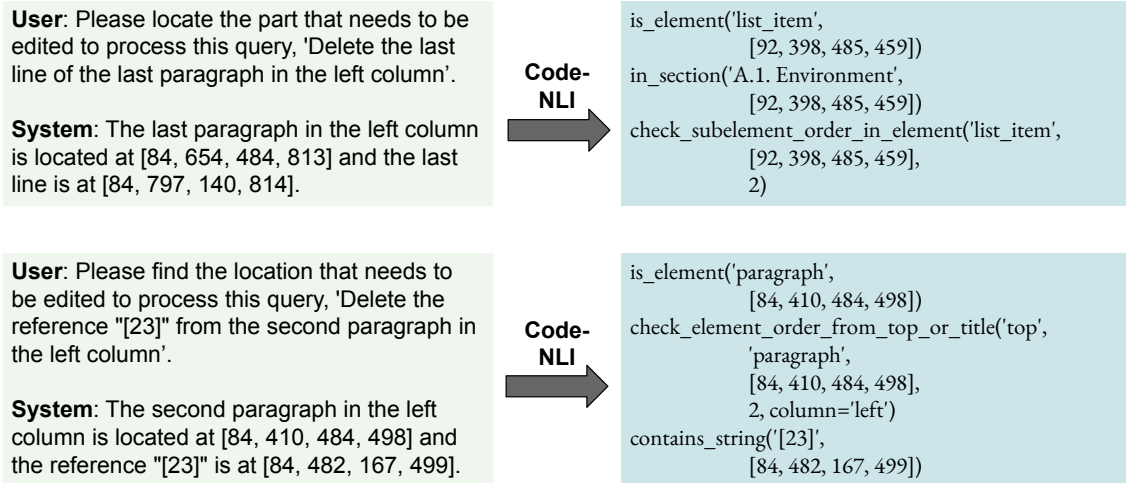 User: Please locate the part that needs to be
edited to process this query, 'Delete the last
line of the last paragraph in the left column’.
System: The last paragraph in the left column
is located at [84, 654, 484, 813] and the last
line is at [84, 797, 140, 814].
Code-
NLI
is_element('list_item',
[92, 398, 485, 459])
in_section('A.1. Environment',
[92, 398, 485, 459])
check_subelement_order_in_element('list_item',
[92, 398, 485, 459],
2)
User: Please find the location that needs to
be edited to process this query, 'Delete the
reference "[23]" from the second paragraph in
the left column’.
System: The second paragraph in the left
column is located at [84, 410, 484, 498] and
the reference "[23]" is at [84, 482, 167, 499].
Code-
NLI
is_element('paragraph',
[84, 410, 484, 498])
check_element_order_from_top_or_title('top',
'paragraph',
[84, 410, 484, 498],
2, column='left')
contains_string('[23]',
[84, 482, 167, 499])